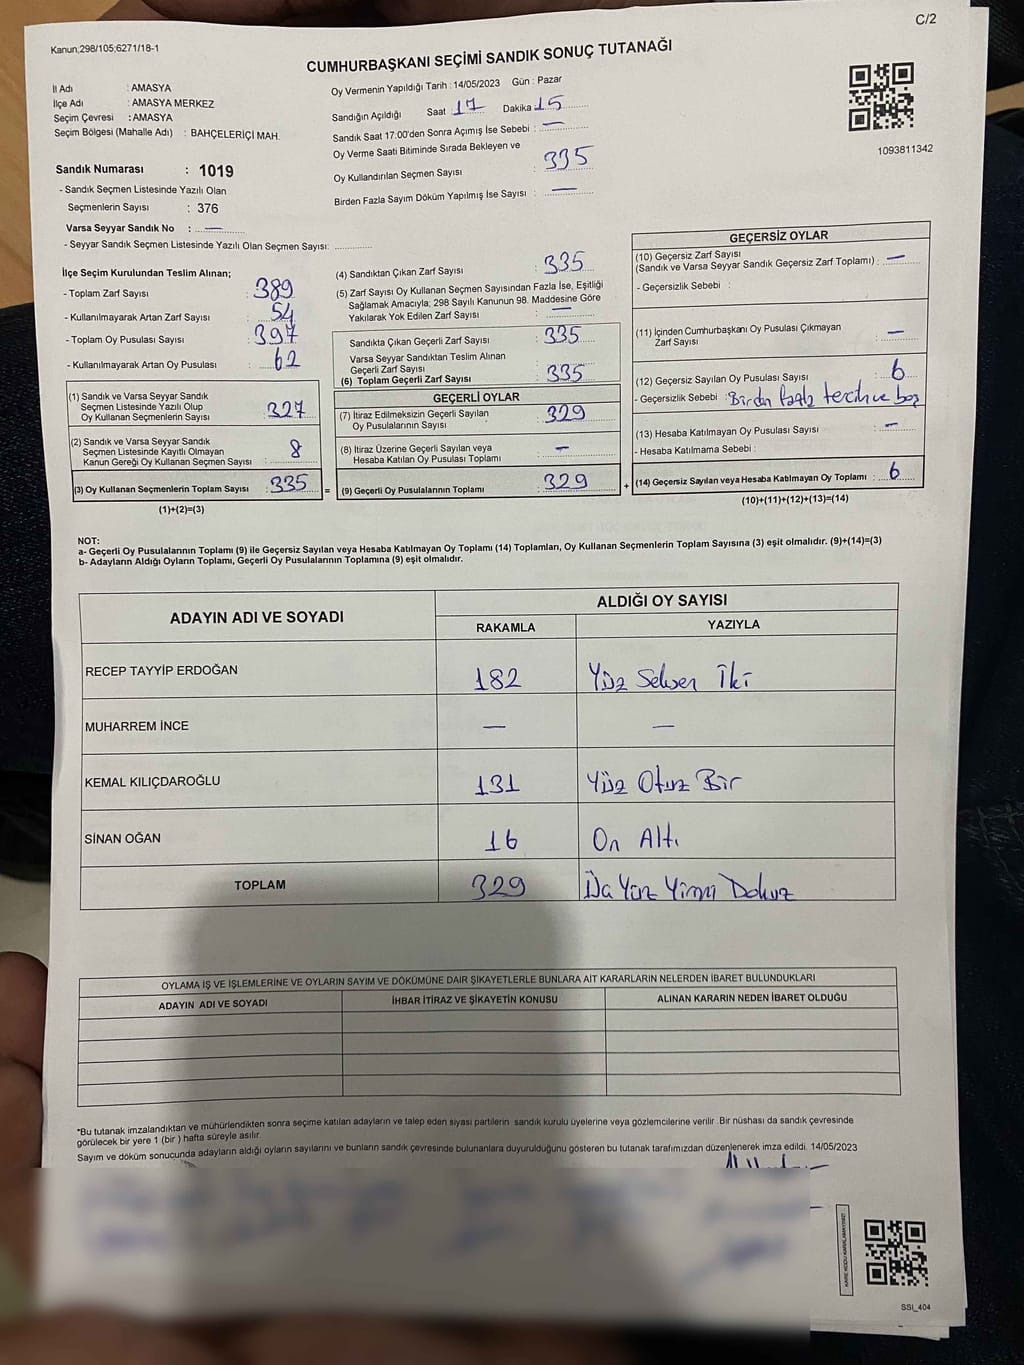 C/2
Kanun;298/105;6271/18-1
CUMHURBAŞKANI SEÇİMİ SANDIK SONUÇ TUTANAĞI
İl Adı : AMASYA
İlçe Adı : AMASYA MERKEZ
Seçim Çevresi : AMASYA
Seçim Bölgesi (Mahalle Adı) : BAHÇELERİÇİ MAH.
Sandık Numarası : 1019
- Sandık Seçmen Listesinde Yazılı Olan
Seçmenlerin Sayısı : 376
Varsa Seyyar Sandık No : —
- Seyyar Sandık Seçmen Listesinde Yazılı Olan Seçmen Sayısı: ............
Oy Vermenin Yapıldığı Tarih : 14/05/2023 Gün : Pazar
Sandığın Açıldığı Saat : 17 Dakika : 15
Sandık Saat 17:00'den Sonra Açımış İse Sebebi : —
Oy Verme Saati Bitiminde Sırada Bekleyen ve
Oy Kullandırılan Seçmen Sayısı : 335
Birden Fazla Sayım Döküm Yapılmış İse Sayısı : —
1093811342
İlçe Seçim Kurulundan Teslim Alınan;
- Toplam Zarf Sayısı : 389
- Kullanılmayarak Artan Zarf Sayısı : 54
- Toplam Oy Pusulası Sayısı : 397
- Kullanılmayarak Artan Oy Pusulası : 62
(1) Sandık ve Varsa Seyyar Sandık
Seçmen Listesinde Yazılı Olup
Oy Kullanan Seçmenlerin Sayısı : 327
(2) Sandık ve Varsa Seyyar Sandık
Seçmen Listesinde Kayıtlı Olmayan
Kanun Gereği Oy Kullanan Seçmen Sayısı : 8
(3) Oy Kullanan Seçmenlerin Toplam Sayısı : 335 =
(1)+(2)=(3)
(4) Sandıktan Çıkan Zarf Sayısı : 335
(5) Zarf Sayısı Oy Kullanan Seçmen Sayısından Fazla İse, Eşitliği
Sağlamak Amacıyla; 298 Sayılı Kanunun 98. Maddesine Göre
Yakılarak Yok Edilen Zarf Sayısı : —
Sandıkta Çıkan Geçerli Zarf Sayısı : 335
Varsa Seyyar Sandıktan Teslim Alınan
Geçerli Zarf Sayısı
(6) Toplam Geçerli Zarf Sayısı : 335
GEÇERLİ OYLAR
(7) İtiraz Edilmeksizin Geçerli Sayılan
Oy Pusulalarının Sayısı : 329
(8) İtiraz Üzerine Geçerli Sayılan veya
Hesaba Katılan Oy Pusulası Toplamı : —
(9) Geçerli Oy Pusulalarının Toplamı : 329 +
GEÇERSİZ OYLAR
(10) Geçersiz Zarf Sayısı
(Sandık ve Varsa Seyyar Sandık Geçersiz Zarf Toplamı) : —
- Geçersizlik Sebebi :
(11) İçinden Cumhurbaşkanı Oy Pusulası Çıkmayan
Zarf Sayısı : —
(12) Geçersiz Sayılan Oy Pusulası Sayısı : 6
- Geçersizlik Sebebi : Birden fazla tercih ve boş
(13) Hesaba Katılmayan Oy Pusulası Sayısı : —
- Hesaba Katılmama Sebebi :
(14) Geçersiz Sayılan veya Hesaba Katılmayan Oy Toplamı : 6
(10)+(11)+(12)+(13)=(14)
NOT:
a- Geçerli Oy Pusulalarının Toplamı (9) ile Geçersiz Sayılan veya Hesaba Katılmayan Oy Toplamı (14) Toplamları, Oy Kullanan Seçmenlerin Toplam Sayısına (3) eşit olmalıdır. (9)+(14)=(3)
b- Adayların Aldığı Oyların Toplamı, Geçerli Oy Pusulalarının Toplamına (9) eşit olmalıdır.
ADAYIN ADI VE SOYADI
ALDIĞI OY SAYISI
RAKAMLA YAZIYLA
RECEP TAYYİP ERDOĞAN 182 Yüz Seksen İki
MUHARREM İNCE — —
KEMAL KILIÇDAROĞLU 131 Yüz Otuz Bir
SİNAN OĞAN 16 On Altı
TOPLAM 329 Üç Yüz Yirmi Dokuz
OYLAMA İŞ VE İŞLEMLERİNE VE OYLARIN SAYIM VE DÖKÜMÜNE DAİR ŞİKAYETLERLE BUNLARA AİT KARARLARIN NELERDEN İBARET BULUNDUKLARI
ADAYIN ADI VE SOYADI İHBAR İTİRAZ VE ŞİKAYETİN KONUSU ALINAN KARARIN NEDEN İBARET OLDUĞU
*Bu tutanak imzalandıktan ve mühürlendikten sonra seçime katılan adayların ve talep eden siyasi partilerin sandık kurulu üyelerine veya gözlemcilerine verilir .Bir nüshası da sandık çevresinde
görülecek bir yere 1 (bir ) hafta süreyle asılır.
Sayım ve döküm sonucunda adayların aldığı oyların sayılarını ve bunların sandık çevresinde bulunanlara duyurulduğunu gösteren bu tutanak tarafımızdan düzenlenerek imza edildi. 14/05/2023
SSİ_404